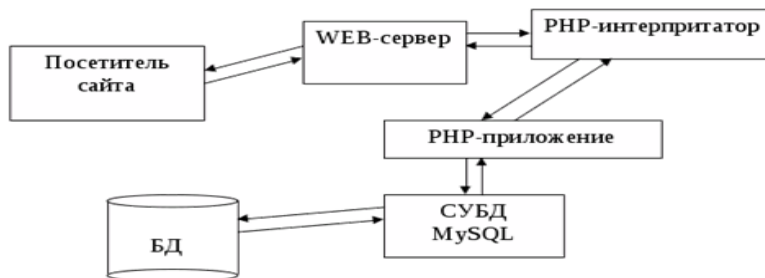 Посетитель
сайта
WEB-сервер
PHP-интерпритатор
PHP-приложение
СУБД
MySQL
БД